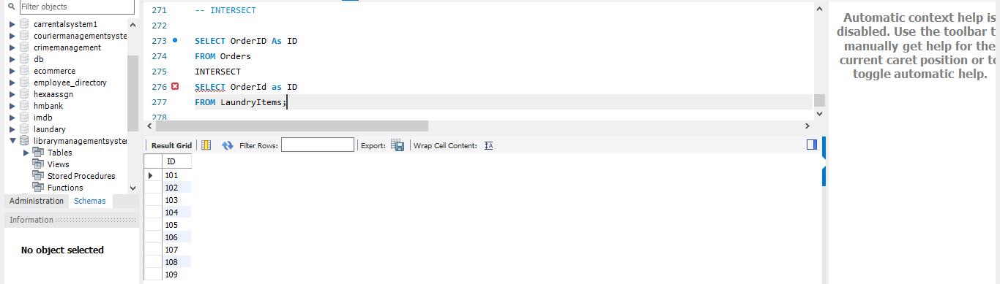 Filter objects
carrentalsystem1
couriermanagementsyste
crimemanagement
db
ecommerce
employee_directory
hexaassgn
hmbank
imdb
laundary
librarymanagementsystem
Tables
Views
Stored Procedures
Functions
Administration Schemas
Information
No object selected
271 -- INTERSECT
272
273 SELECT OrderID As ID
274 FROM Orders
275 INTERSECT
276 SELECT OrderId as ID
277 FROM LaundryItems;
278
Result Grid Filter Rows: Export: Wrap Cell Content:
ID
101
102
103
104
105
106
107
108
109
Automatic context help is
disabled. Use the toolbar t
manually get help for the
current caret position or to
toggle automatic help.